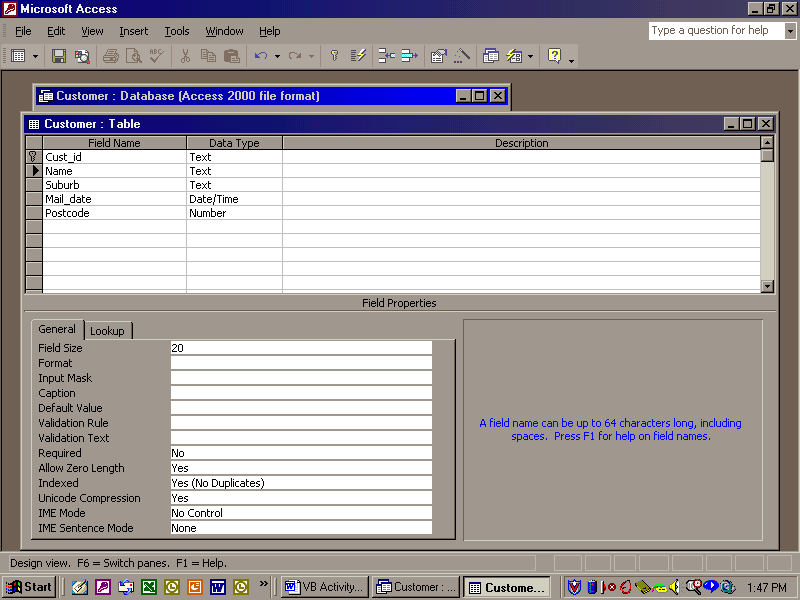 Microsoft Access
File Edit View Insert Tools Window Help
Type a question for help
Customer : Database (Access 2000 file format)
Customer : Table
Field Name Data Type Description
Cust_id Text
Name Text
Suburb Text
Mail_date Date/Time
Postcode Number
Field Properties
General Lookup
Field Size 20
Format
Input Mask
Caption
Default Value
Validation Rule
Validation Text
Required No
Allow Zero Length Yes
Indexed Yes (No Duplicates)
Unicode Compression Yes
IME Mode No Control
IME Sentence Mode None
A field name can be up to 64 characters long, including
spaces. Press F1 for help on field names.
Design view. F6 = Switch panes. F1 = Help.
Start VB Activity... Customer : ... Custome... 1:47 PM